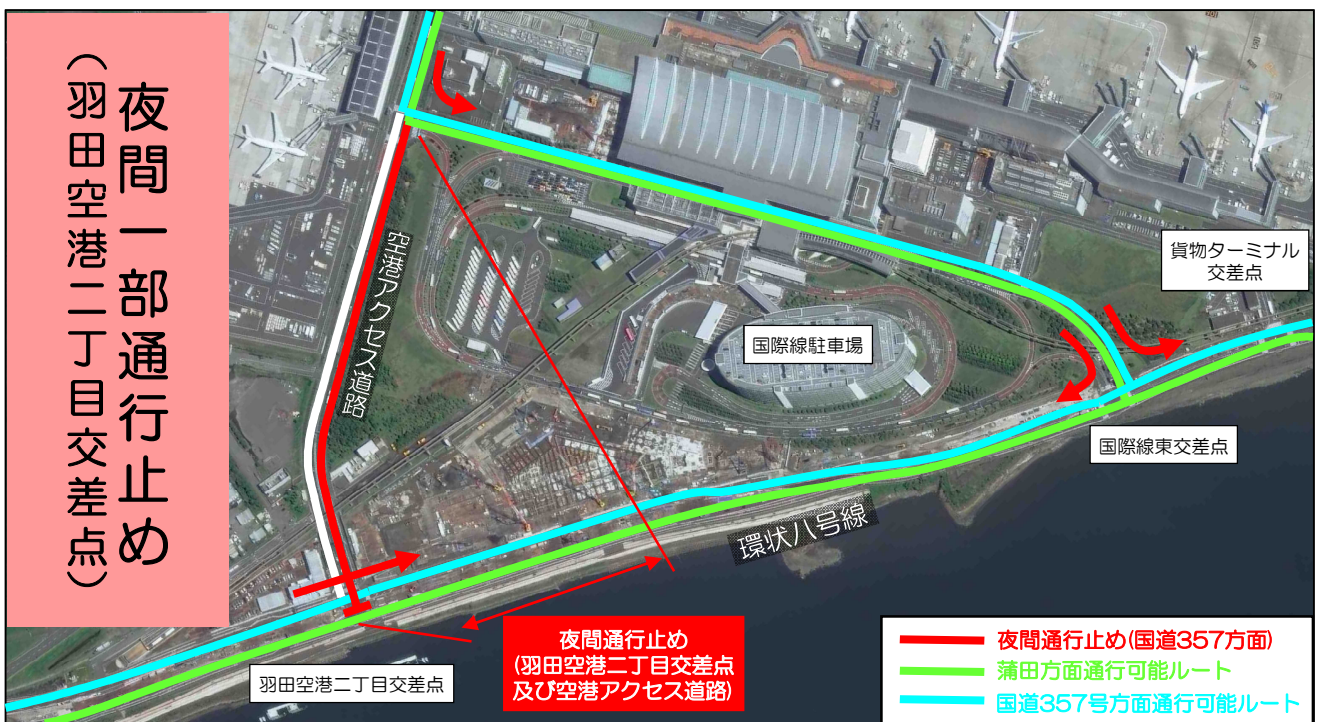 夜間一部通行止め
（羽田空港二丁目交差点）
空港アクセス道路
貨物ターミナル
交差点
国際線駐車場
国際線東交差点
環状八号線
夜間通行止め
(羽田空港二丁目交差点
及び空港アクセス道路)
羽田空港二丁目交差点
夜間通行止め(国道357方面)
蒲田方面通行可能ルート
国道357号方面通行可能ルート